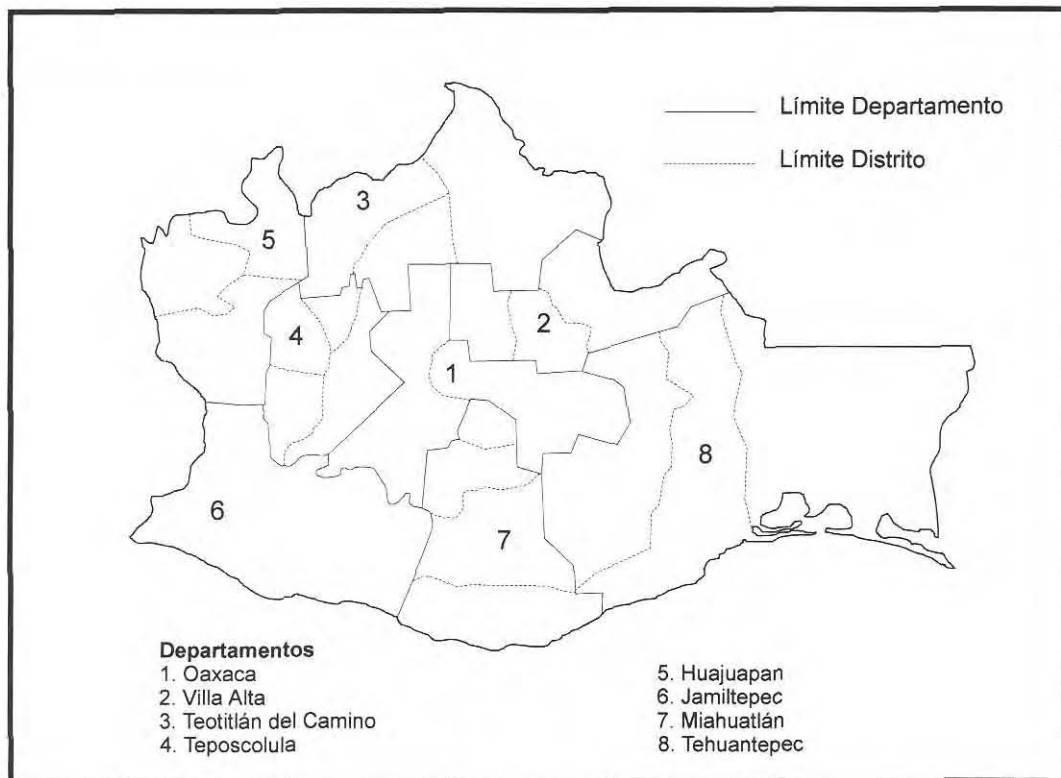 Límite Departamento
Límite Distrito
3
5
2
4
1
8
6
7
Departamentos
1. Oaxaca
2. Villa Alta
3. Teotitlán del Camino
4. Teposcolula
5. Huajuapan
6. Jamiltepec
7. Miahuatlán
8. Tehuantepec